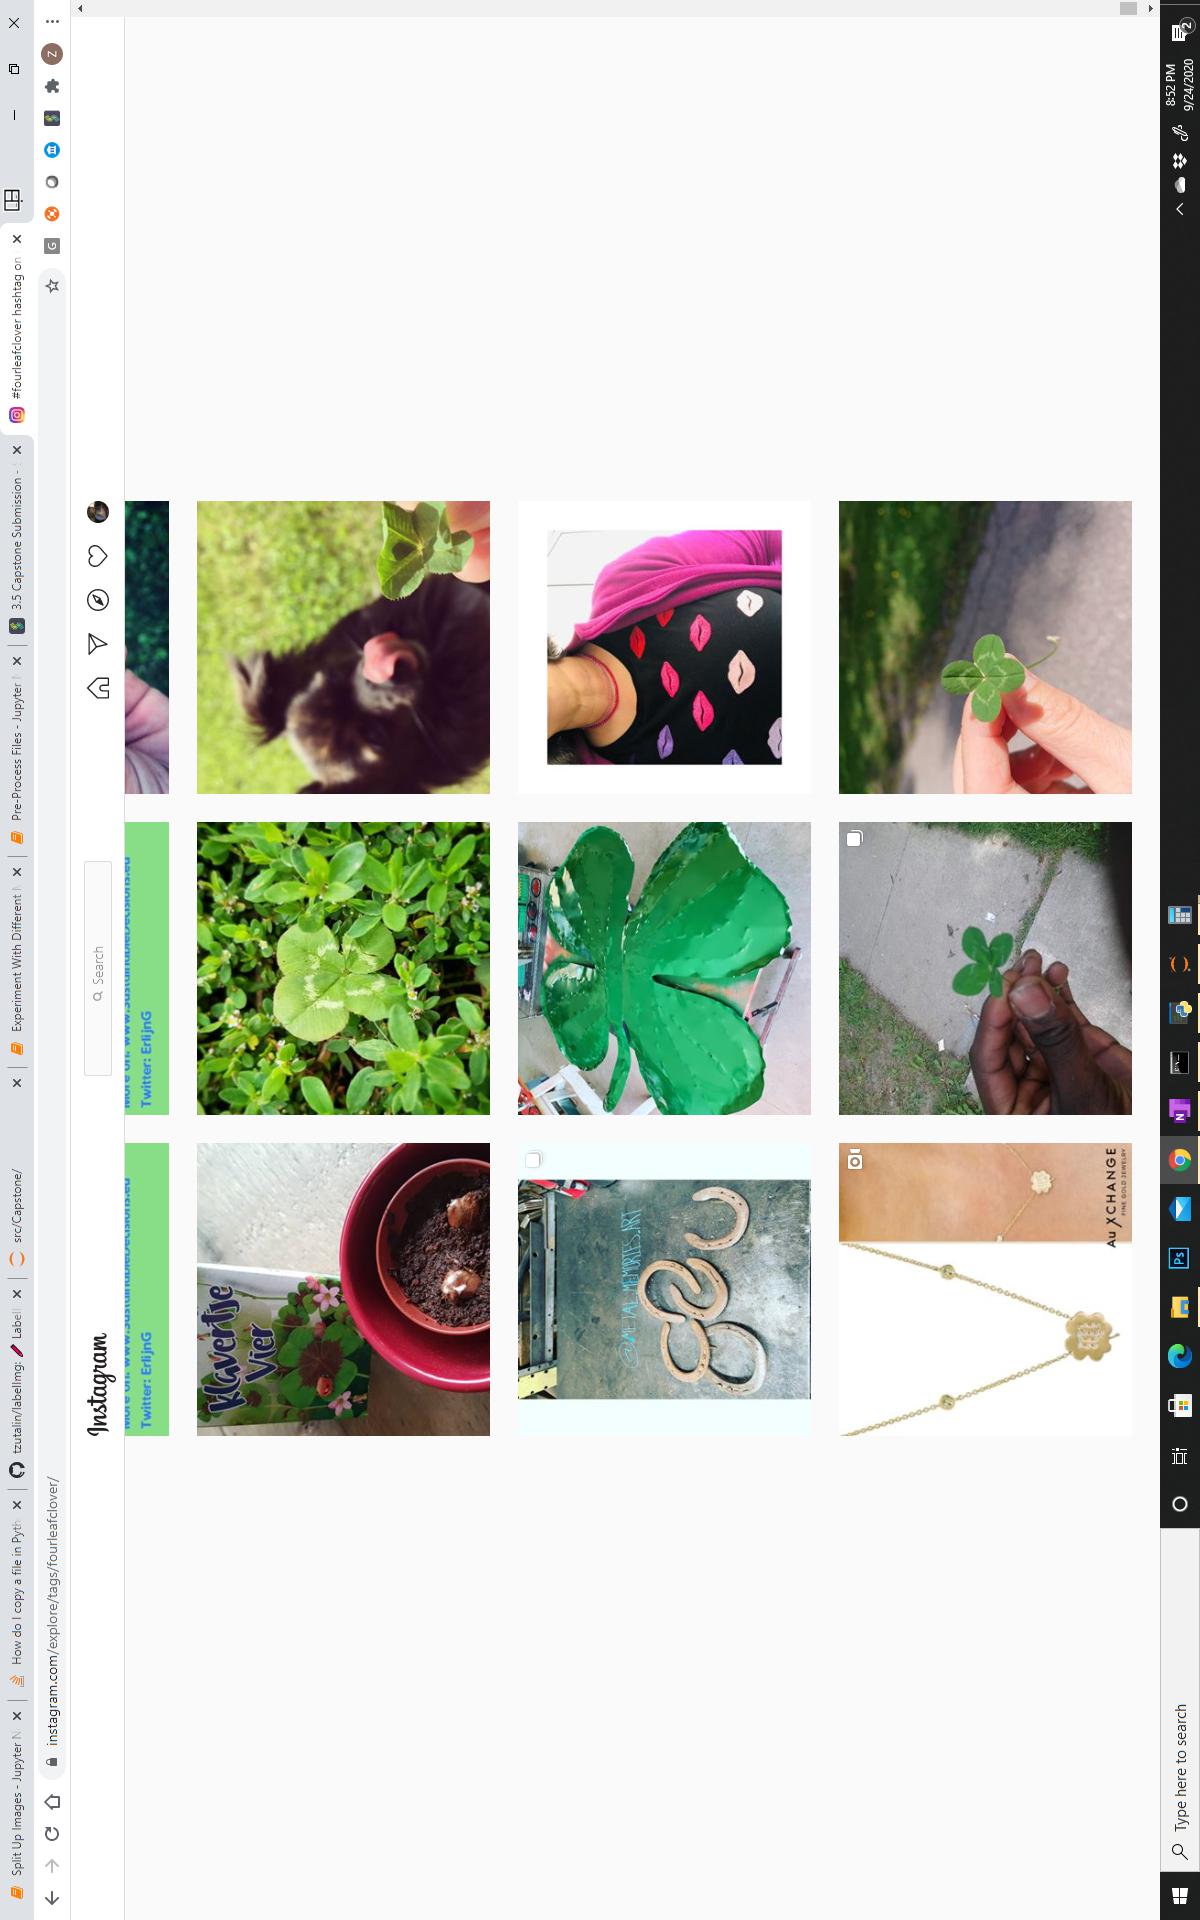 Split Up Images - Jupyter N
How do I copy a file in Pyth
tzutalin/labelImg: Labell
src/Capstone/
Experiment With Different
Pre-Process Files - Jupyter
3.5 Capstone Submission -
#fourleafclover hashtag on
instagram.com/explore/tags/fourleafclover/
G
Z
Instagram
Search
More on: www.SustainableDecisions.eu
Twitter: ErlijnG
More on: www.SustainableDecisions.eu
Twitter: ErlijnG
Klavertje
Vier
@METAL.MEMORIES.ART
Au XCHANGE
FINE GOLD JEWELRY
Type here to search
Ps
N
8:52 PM
9/24/2020
2